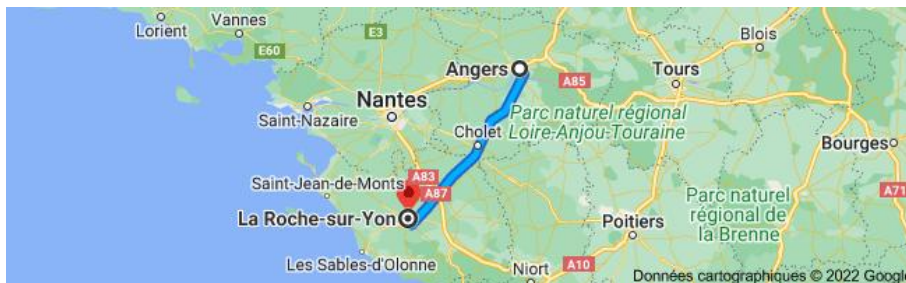 Vannes
Lorient
E3
Blois
E60
Angers
A85
Tours
Nantes
Parc naturel régional
Loire-Anjou-Touraine
Saint-Nazaire
Cholet
Bourges
A83
Saint-Jean-de-Monts
A87
A71
Parc naturel
régional de
la Brenne
La Roche-sur-Yon
Poitiers
Les Sables-d'Olonne
Niort
A10
Données cartographiques © 2022 Google